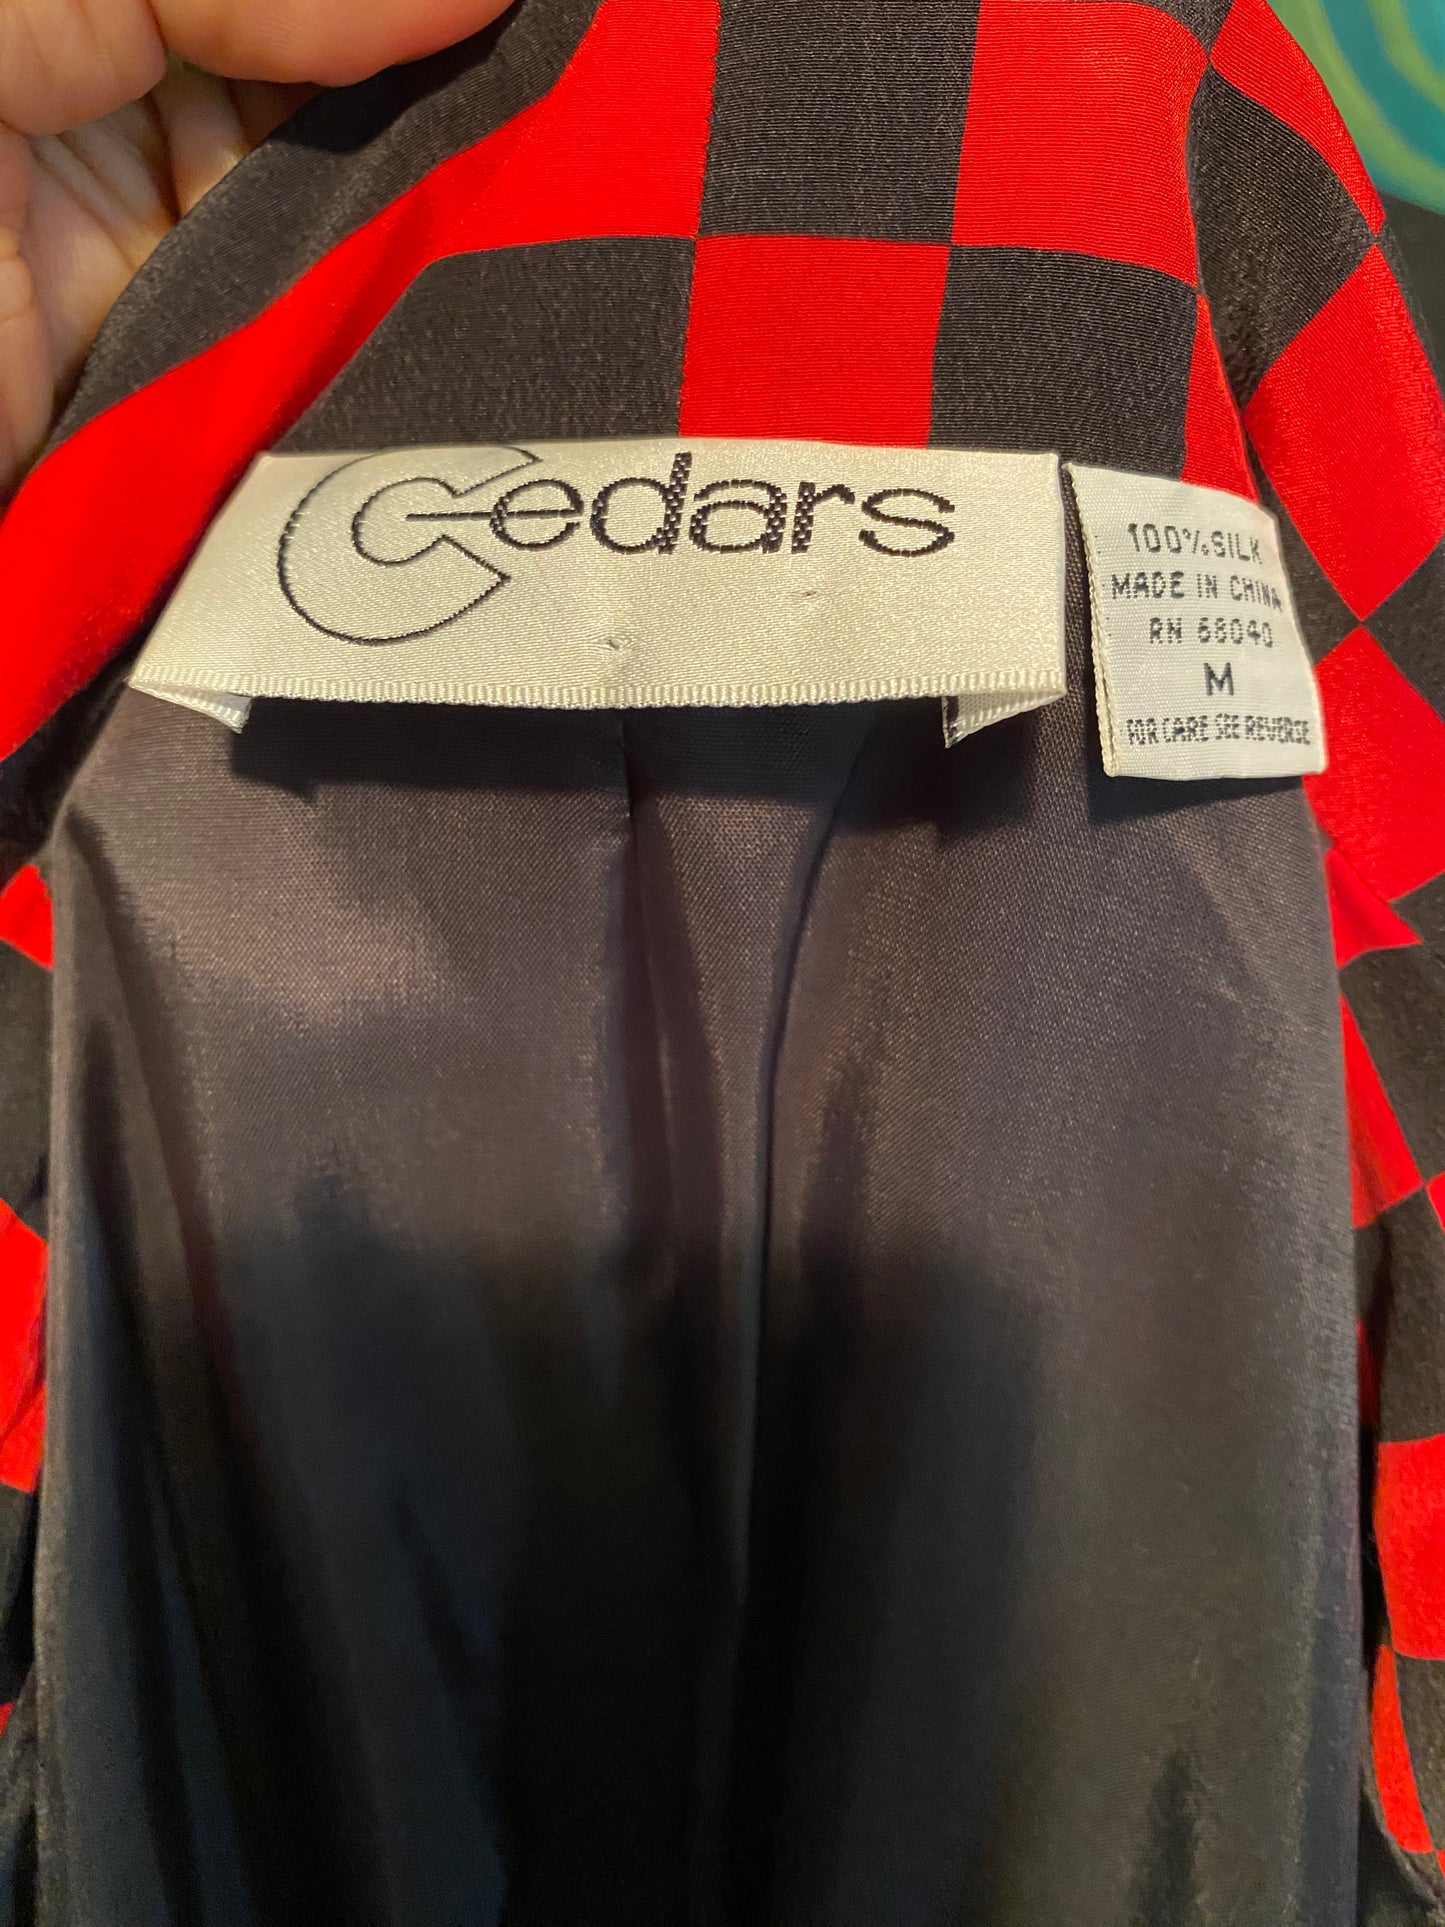 Cedars
100% SILK
MADE IN CHINA
RN 68040
M
FOR CARE SEE REVERSE